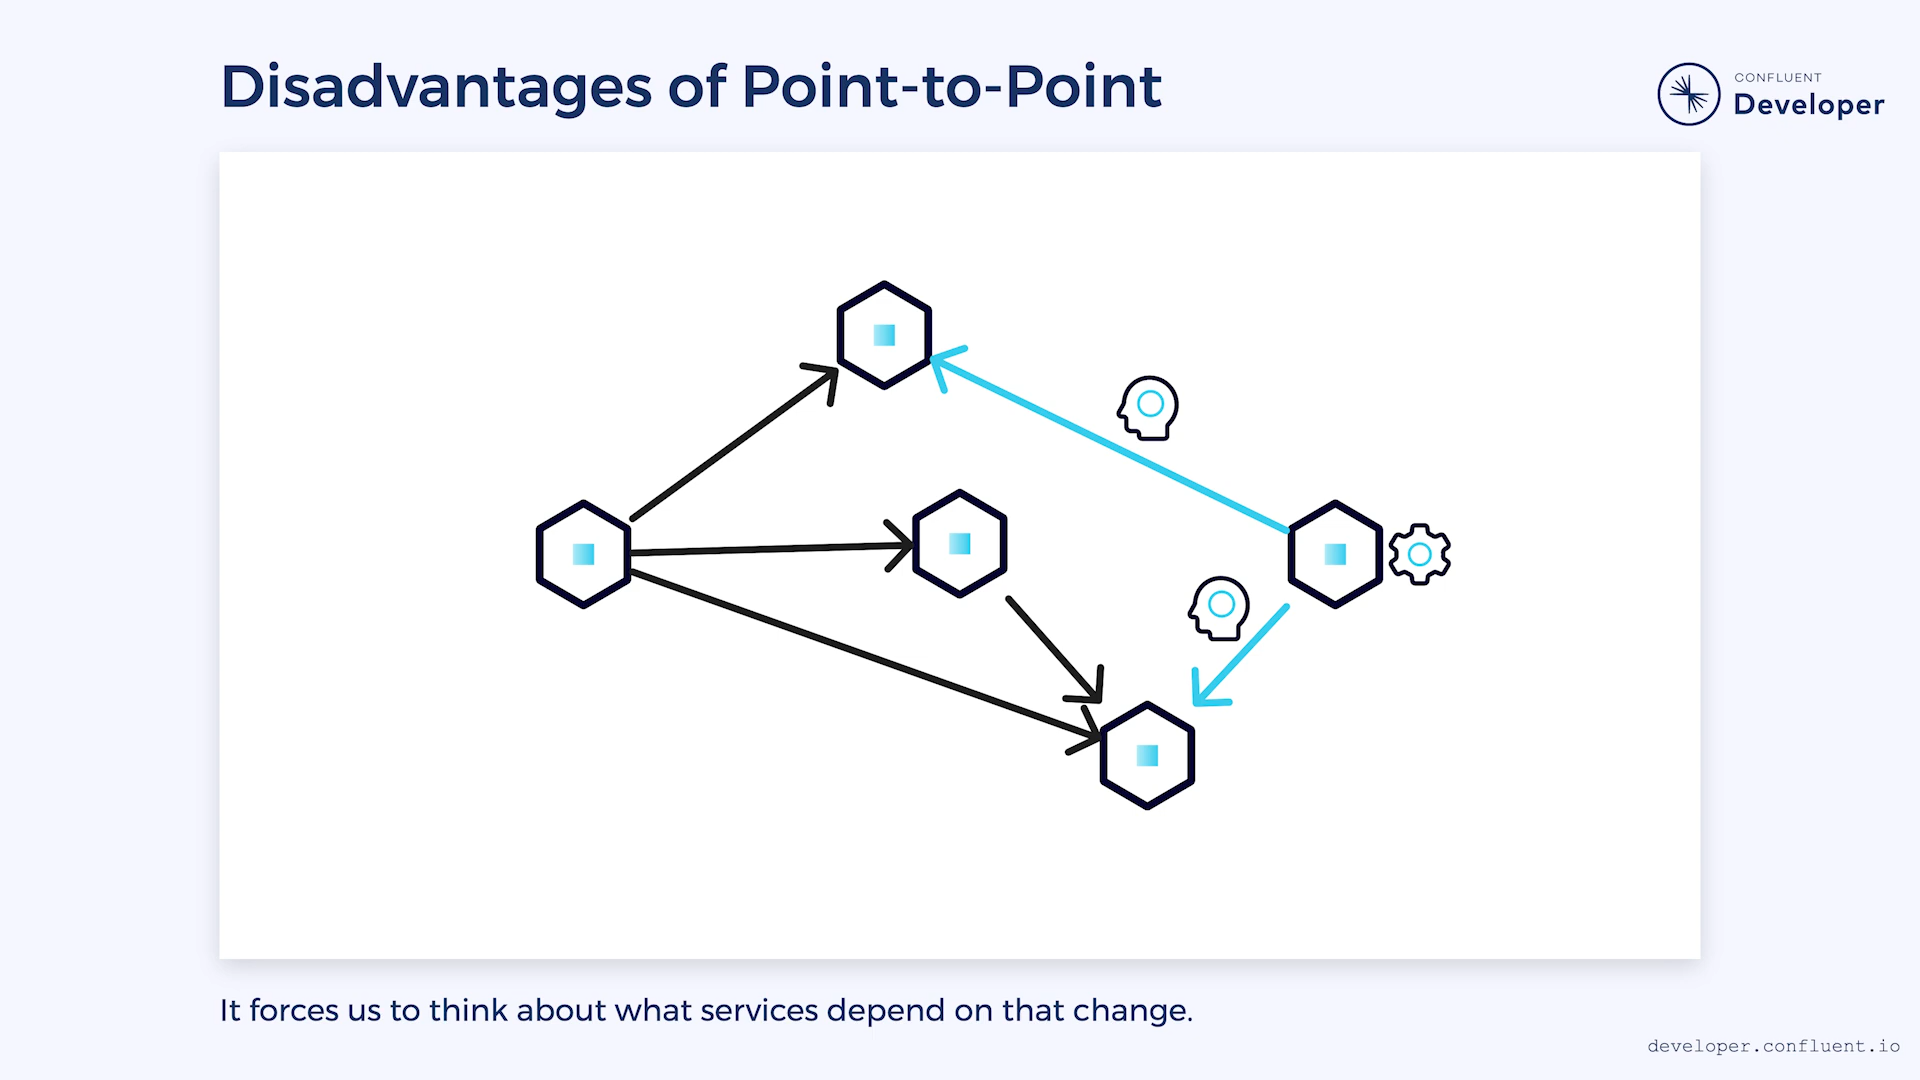 Disadvantages of Point-to-Point
CONFLUENT
Developer
It forces us to think about what services depend on that change.
developer.confluent.io